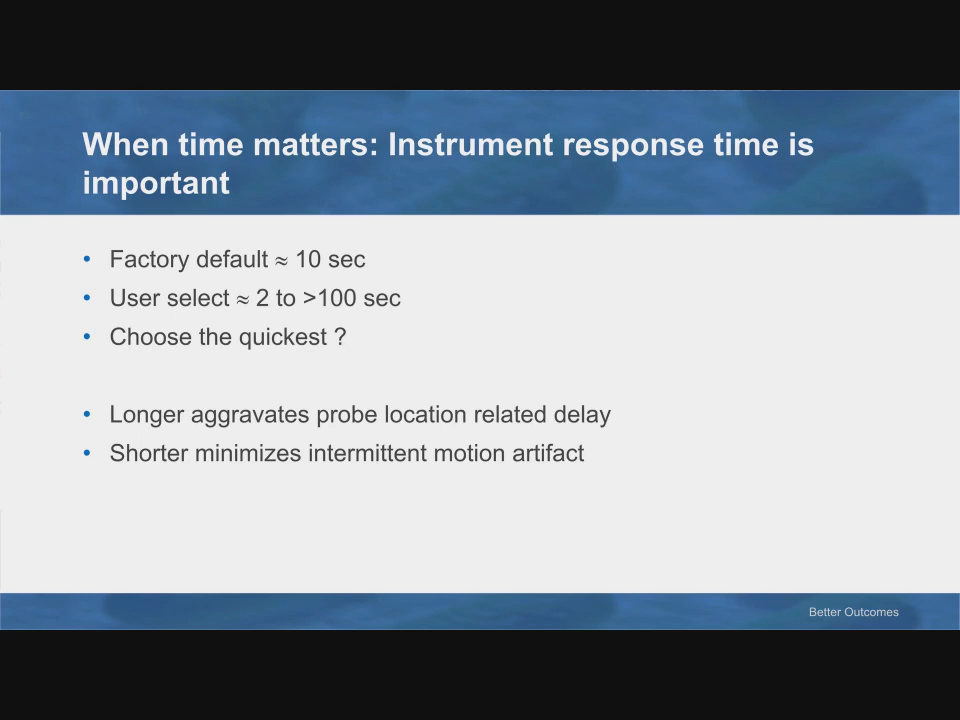 When time matters: Instrument response time is
important
• Factory default ≈ 10 sec
• User select ≈ 2 to >100 sec
• Choose the quickest ?
• Longer aggravates probe location related delay
• Shorter minimizes intermittent motion artifact
Better Outcomes